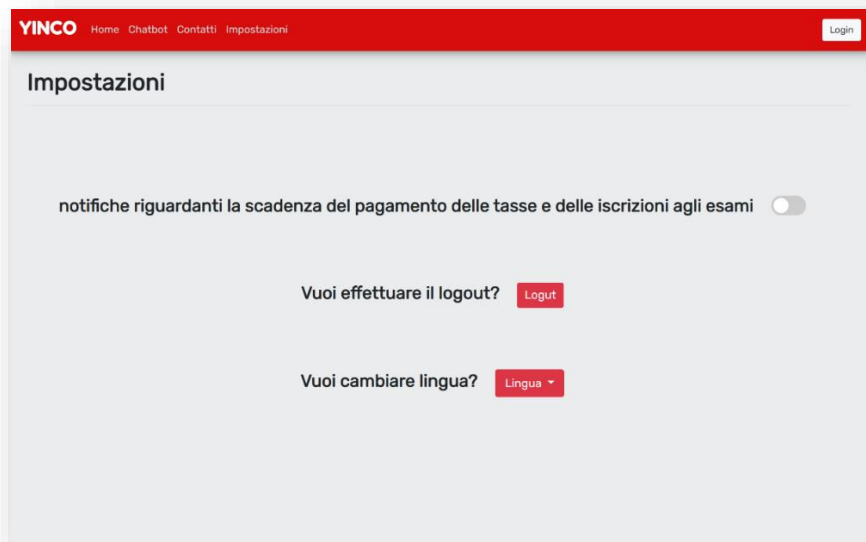 YINCO Home Chatbot Contatti Impostazioni Login
Impostazioni
notifiche riguardanti la scadenza del pagamento delle tasse e delle iscrizioni agli esami
Vuoi effettuare il logout? Logut
Vuoi cambiare lingua? Lingua